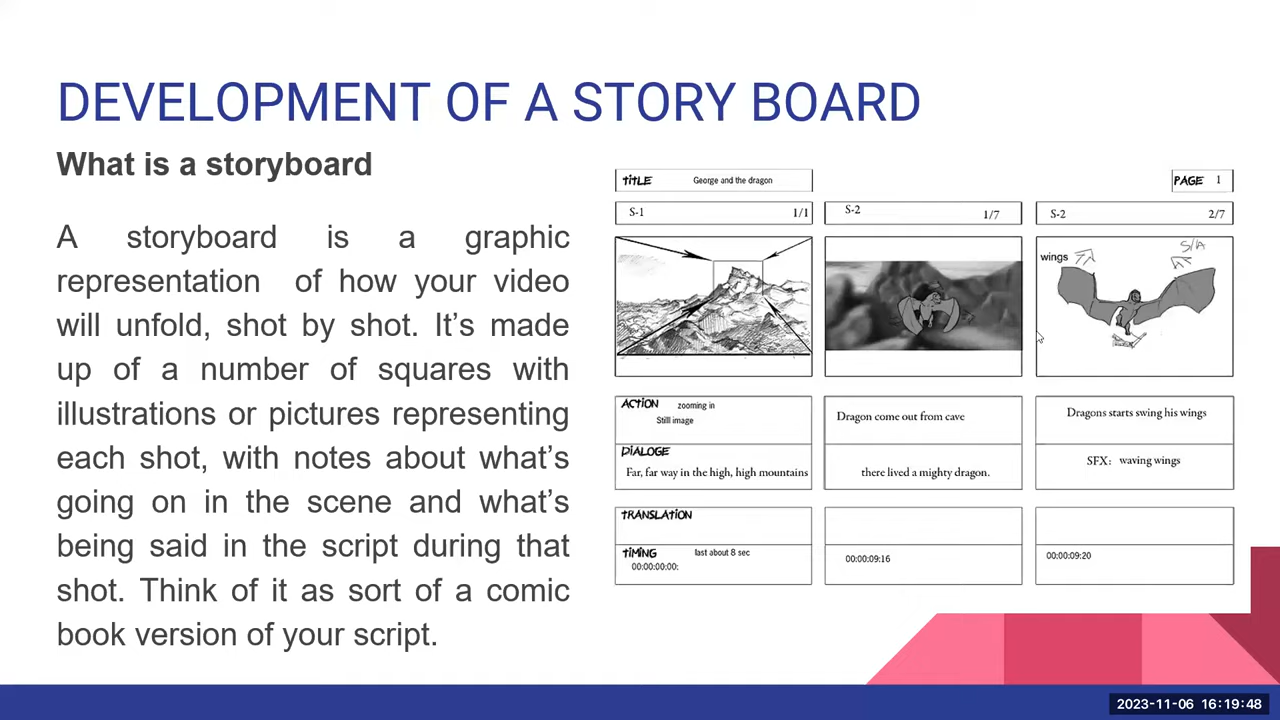 DEVELOPMENT OF A STORY BOARD
What is a storyboard
A storyboard is a graphic
representation of how your video
will unfold, shot by shot. It’s made
up of a number of squares with
illustrations or pictures representing
each shot, with notes about what’s
going on in the scene and what’s
being said in the script during that
shot. Think of it as sort of a comic
book version of your script.
TITLE George and the dragon
PAGE 1
S-1 1/1
S-2 1/7
S-2 2/7
wings
S/A
ACTION zooming in
Still image
Dragon come out from cave
Dragons starts swing his wings
DIALOGE
Far, far way in the high, high mountains
there lived a mighty dragon.
SFX: waving wings
TRANSLATION
TIMING last about 8 sec
00:00:00:00:
00:00:09:16
00:00:09:20
2023-11-06 16:19:48